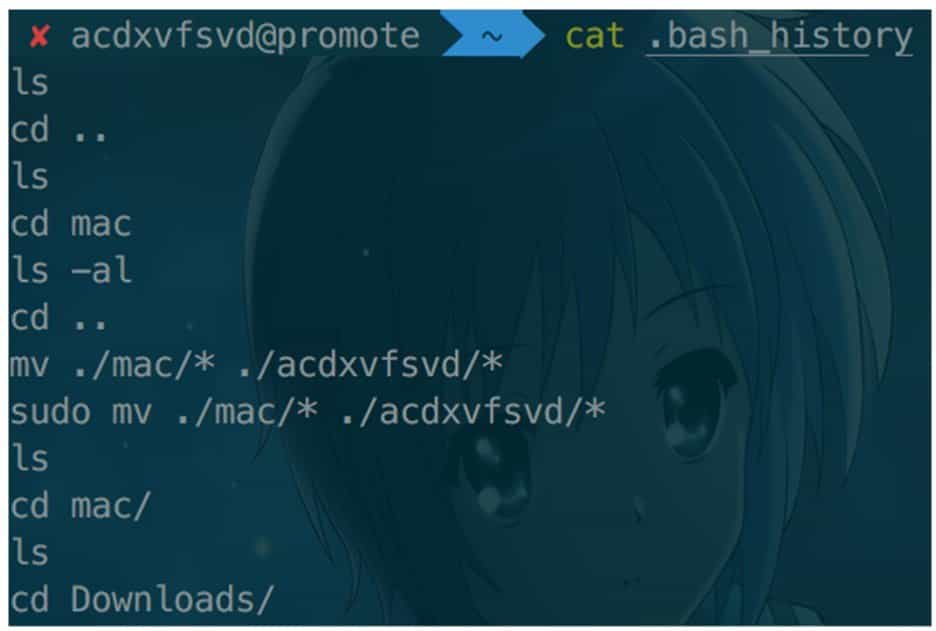 ✘ acdxvfsvd@promote ~ cat .bash_history
ls
cd ..
ls
cd mac
ls -al
cd ..
mv ./mac/* ./acdxvfsvd/*
sudo mv ./mac/* ./acdxvfsvd/*
ls
cd mac/
ls
cd Downloads/